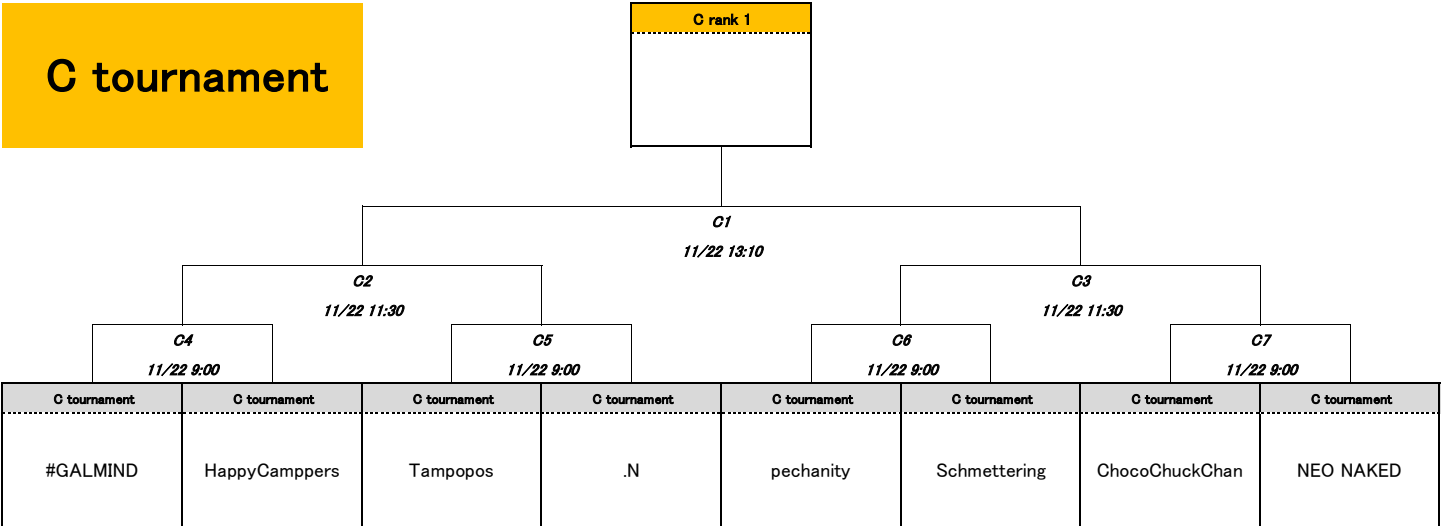 C tournament
C rank 1
C1
11/22 13:10
C2
11/22 11:30
C3
11/22 11:30
C4
11/22 9:00
C5
11/22 9:00
C6
11/22 9:00
C7
11/22 9:00
C tournament
C tournament
C tournament
C tournament
C tournament
C tournament
C tournament
C tournament
#GALMIND
HappyCamppers
Tampopos
.N
pechanity
Schmettering
ChocoChuckChan
NEO NAKED